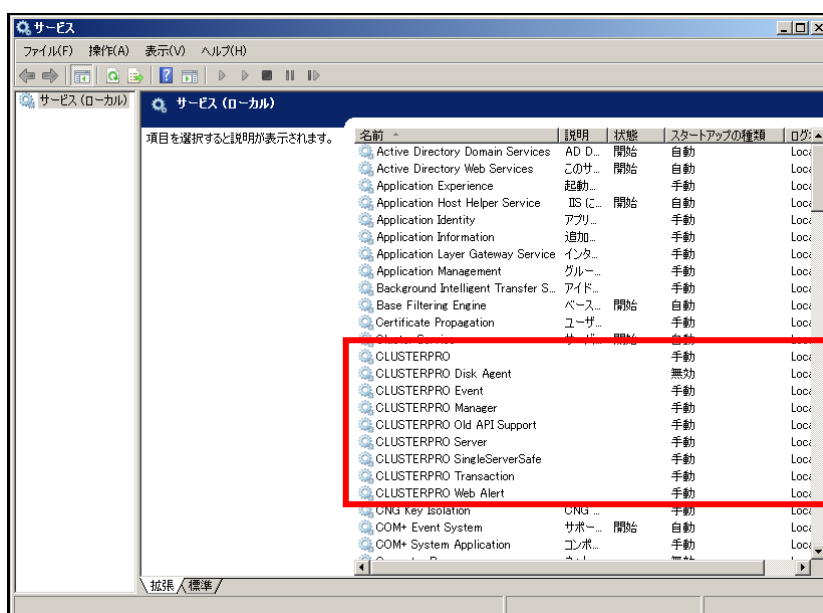 サービス
ファイル(F) 操作(A) 表示(V) ヘルプ(H)
サービス (ローカル)
サービス (ローカル)
項目を選択すると説明が表示されます。
名前 説明 状態 スタートアップの種類 ログ:
Active Directory Domain Services AD D... 開始 自動 Loca
Active Directory Web Services このサ... 開始 自動 Loca
Application Experience 起動... 手動 Loca
Application Host Helper Service IIS (こ... 開始 自動 Loca
Application Identity アプリ... 手動 Loca
Application Information 追加... 手動 Loca
Application Layer Gateway Service インタ... 手動 Loca
Application Management グルー... 手動 Loca
Background Intelligent Transfer S... アイド... 手動 Loca
Base Filtering Engine ベース... 開始 自動 Loca
Certificate Propagation ユーザ... 手動 Loca
CLUSTERPRO 手動 Loca
CLUSTERPRO Disk Agent 無効 Loca
CLUSTERPRO Event 手動 Loca
CLUSTERPRO Manager 手動 Loca
CLUSTERPRO Old API Support 手動 Loca
CLUSTERPRO Server 手動 Loca
CLUSTERPRO SingleServerSafe 手動 Loca
CLUSTERPRO Transaction 手動 Loca
CLUSTERPRO Web Alert 手動 Loca
CNG Key Isolation CNG ... 手動 Loca
COM+ Event System サポー... 開始 自動 Loca
COM+ System Application コンポ... 手動 Loca
拡張 標準